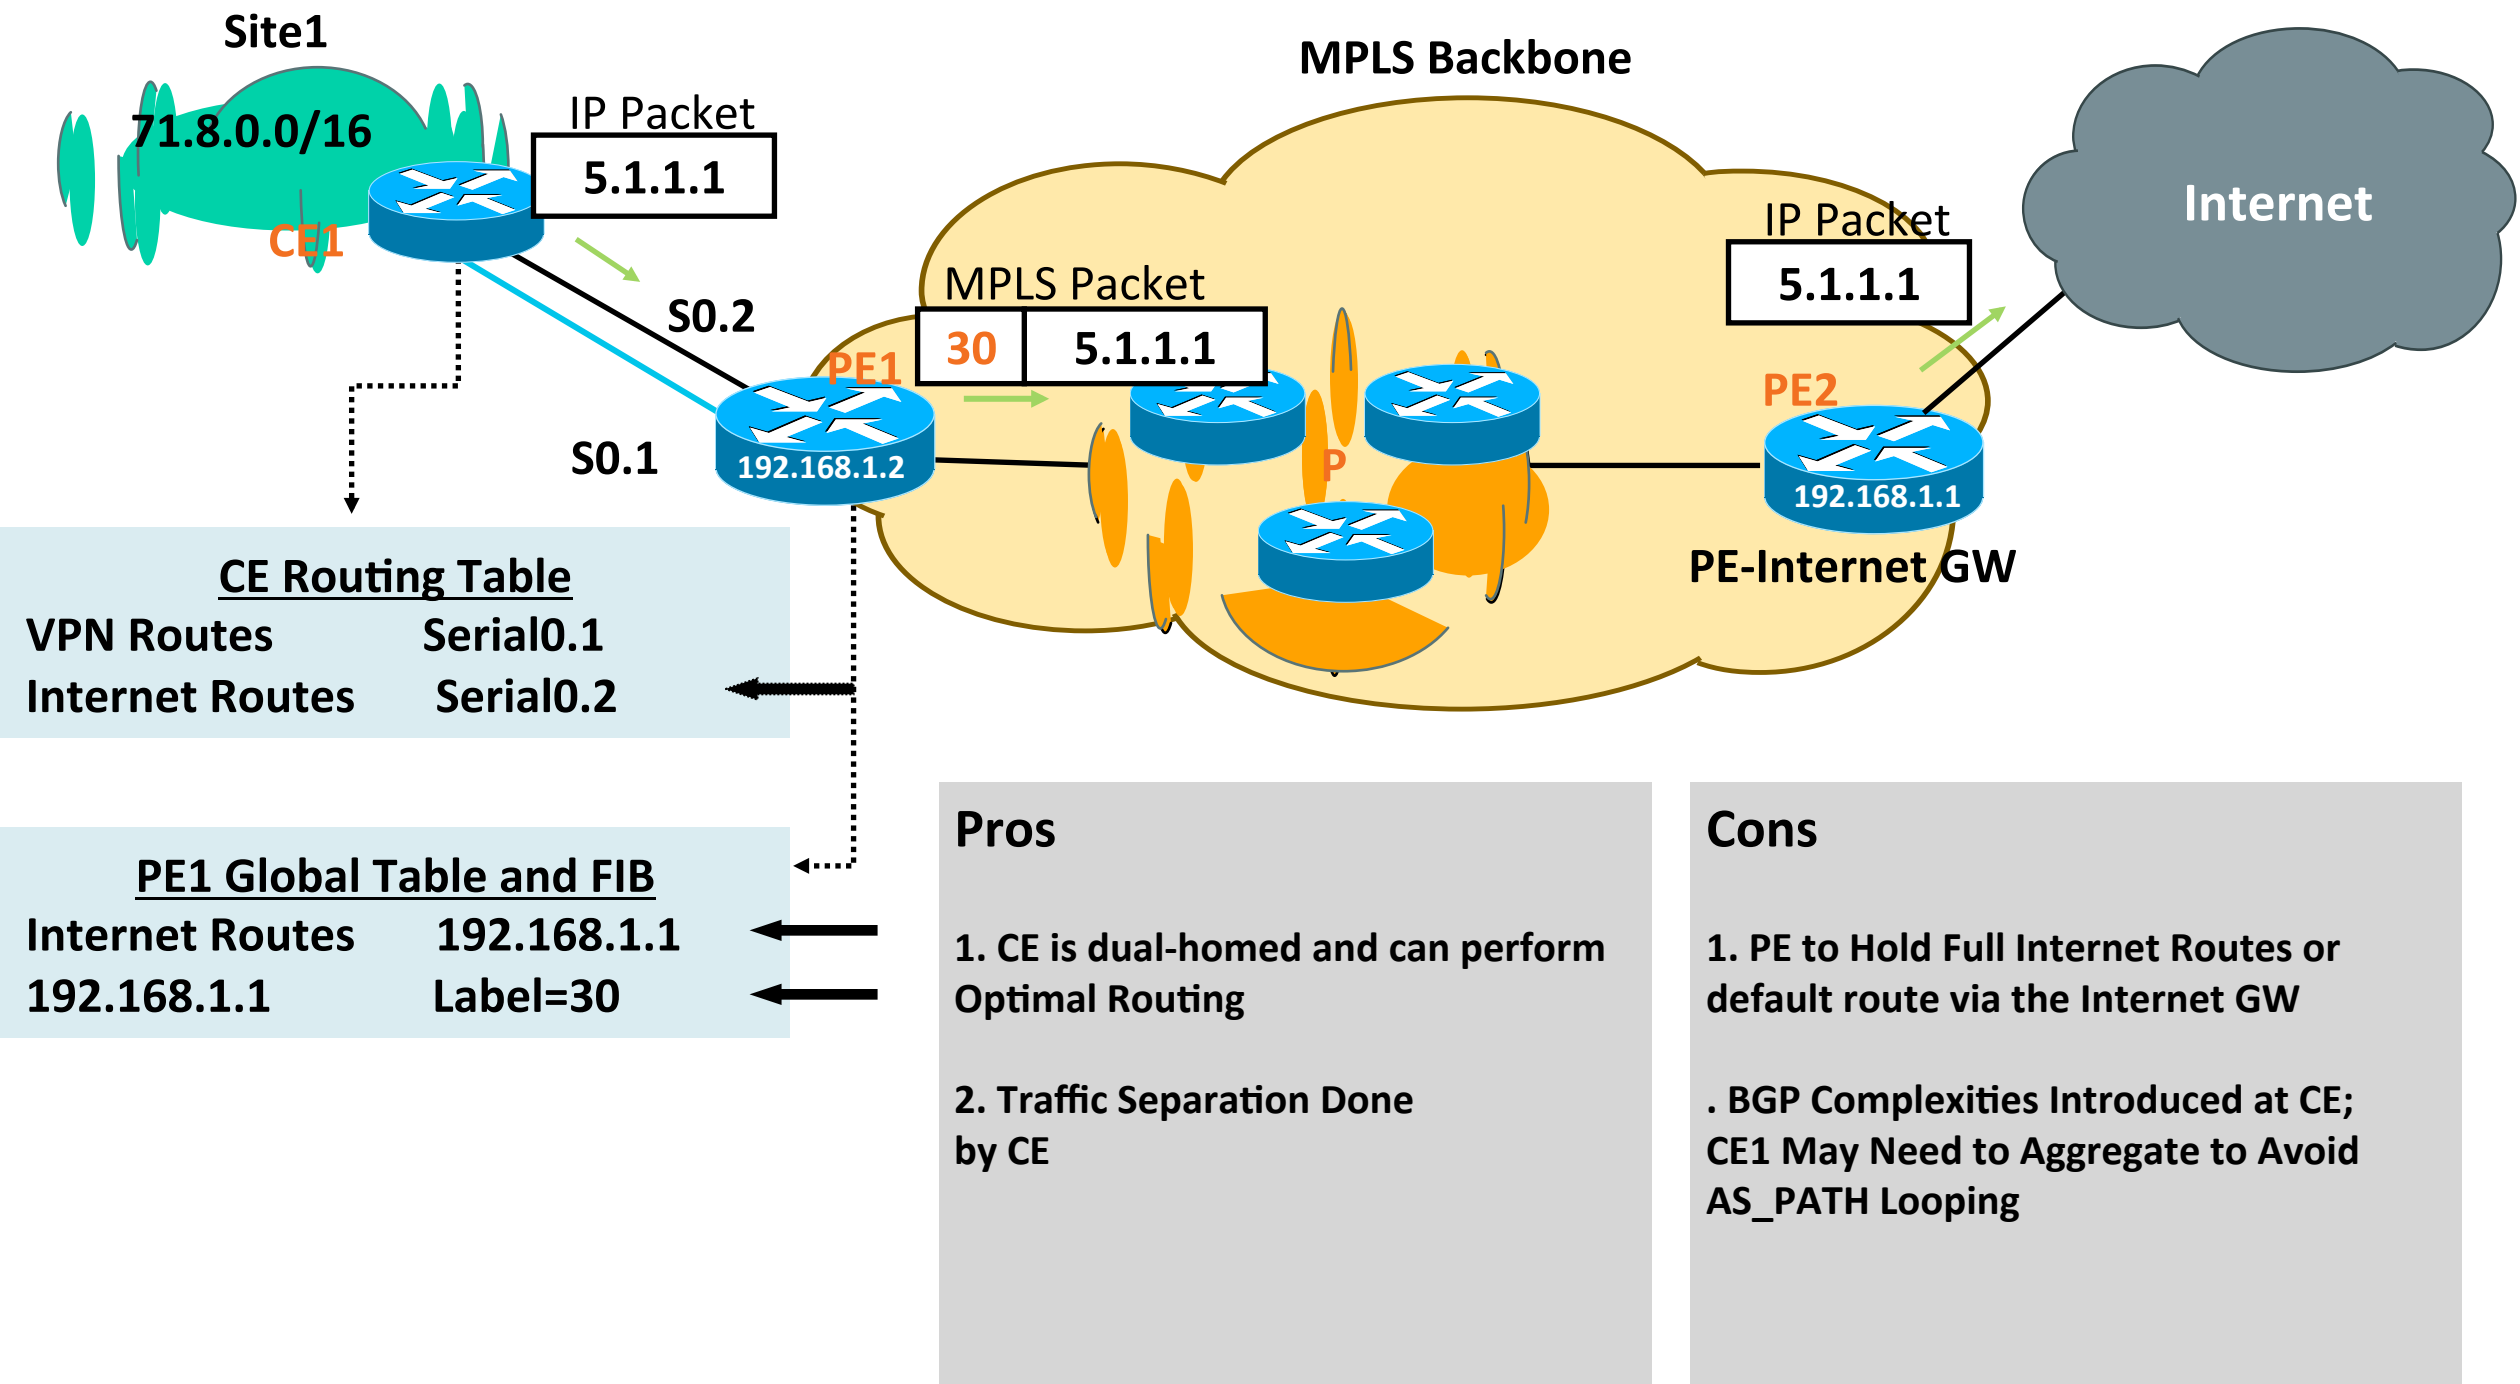 Site1
MPLS Backbone
71.8.0.0/16
IP Packet
5.1.1.1
CE1
Internet
IP Packet
5.1.1.1
MPLS Packet
30 5.1.1.1
S0.2
PE1
PE2
S0.1
192.168.1.2
P
192.168.1.1
PE-Internet GW
CE Routing Table
VPN Routes Serial0.1
Internet Routes Serial0.2
PE1 Global Table and FIB
Internet Routes 192.168.1.1
192.168.1.1 Label=30
Pros
1. CE is dual-homed and can perform
Optimal Routing
2. Traffic Separation Done
by CE
Cons
1. PE to Hold Full Internet Routes or
default route via the Internet GW
. BGP Complexities Introduced at CE;
CE1 May Need to Aggregate to Avoid
AS_PATH Looping